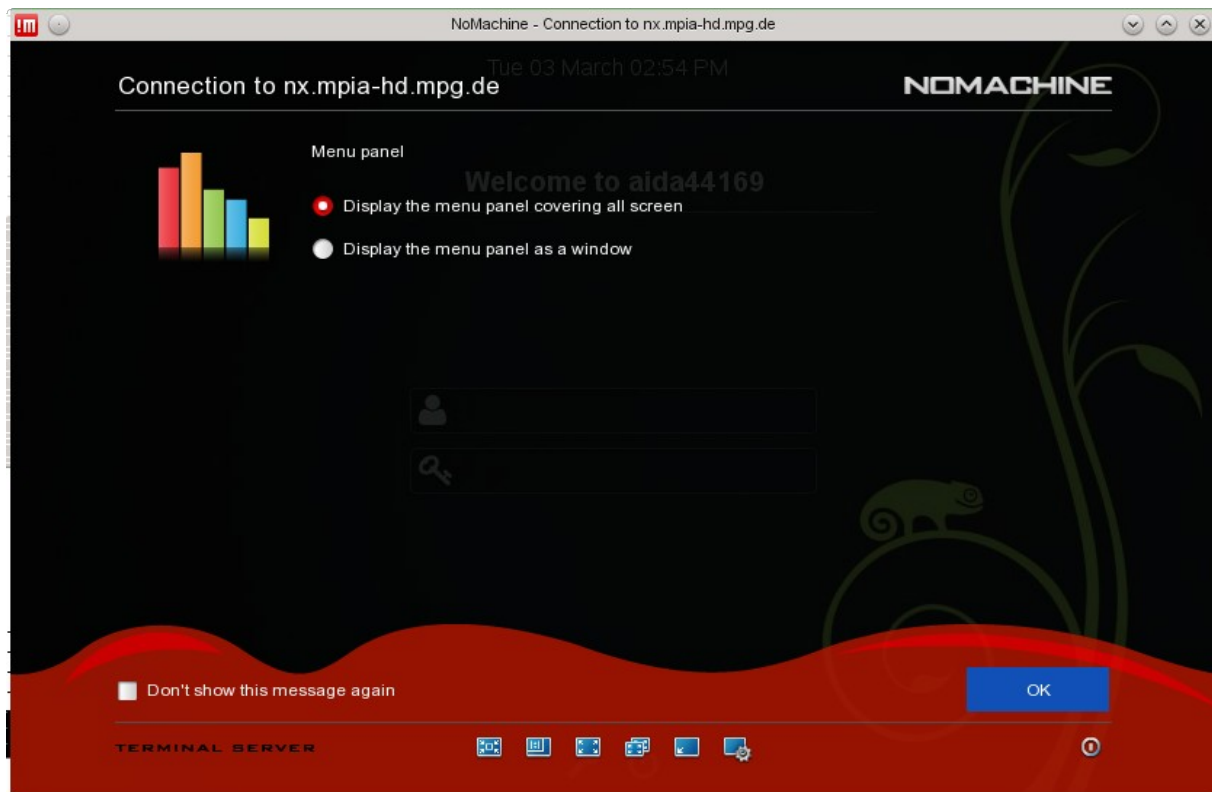 !m
NoMachine - Connection to nx.mpia-hd.mpg.de
Tue 03 March 02:54 PM
Connection to nx.mpia-hd.mpg.de
NOMACHINE
Menu panel
Welcome to aida44169
Display the menu panel covering all screen
Display the menu panel as a window
Don't show this message again
OK
TERMINAL SERVER